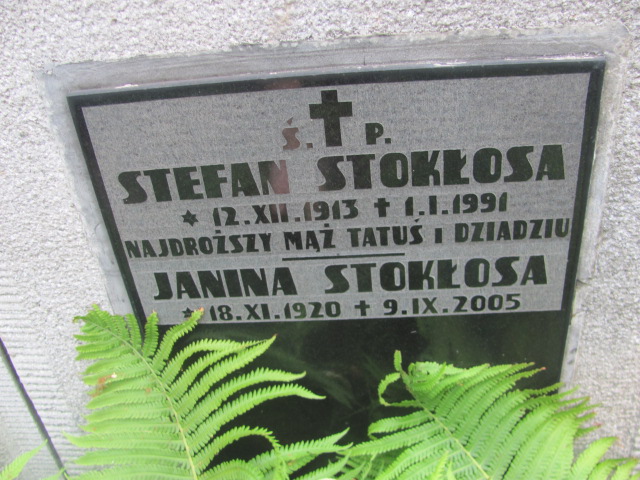 Ś. P.
STEFAN STOKŁOSA
* 12.XII.1913 ✝ 1.I.1991
NAJDROŻSZY MĄŻ TATUŚ I DZIADZIU
JANINA STOKŁOSA
* 18.XI.1920 ✝ 9.IX.2005